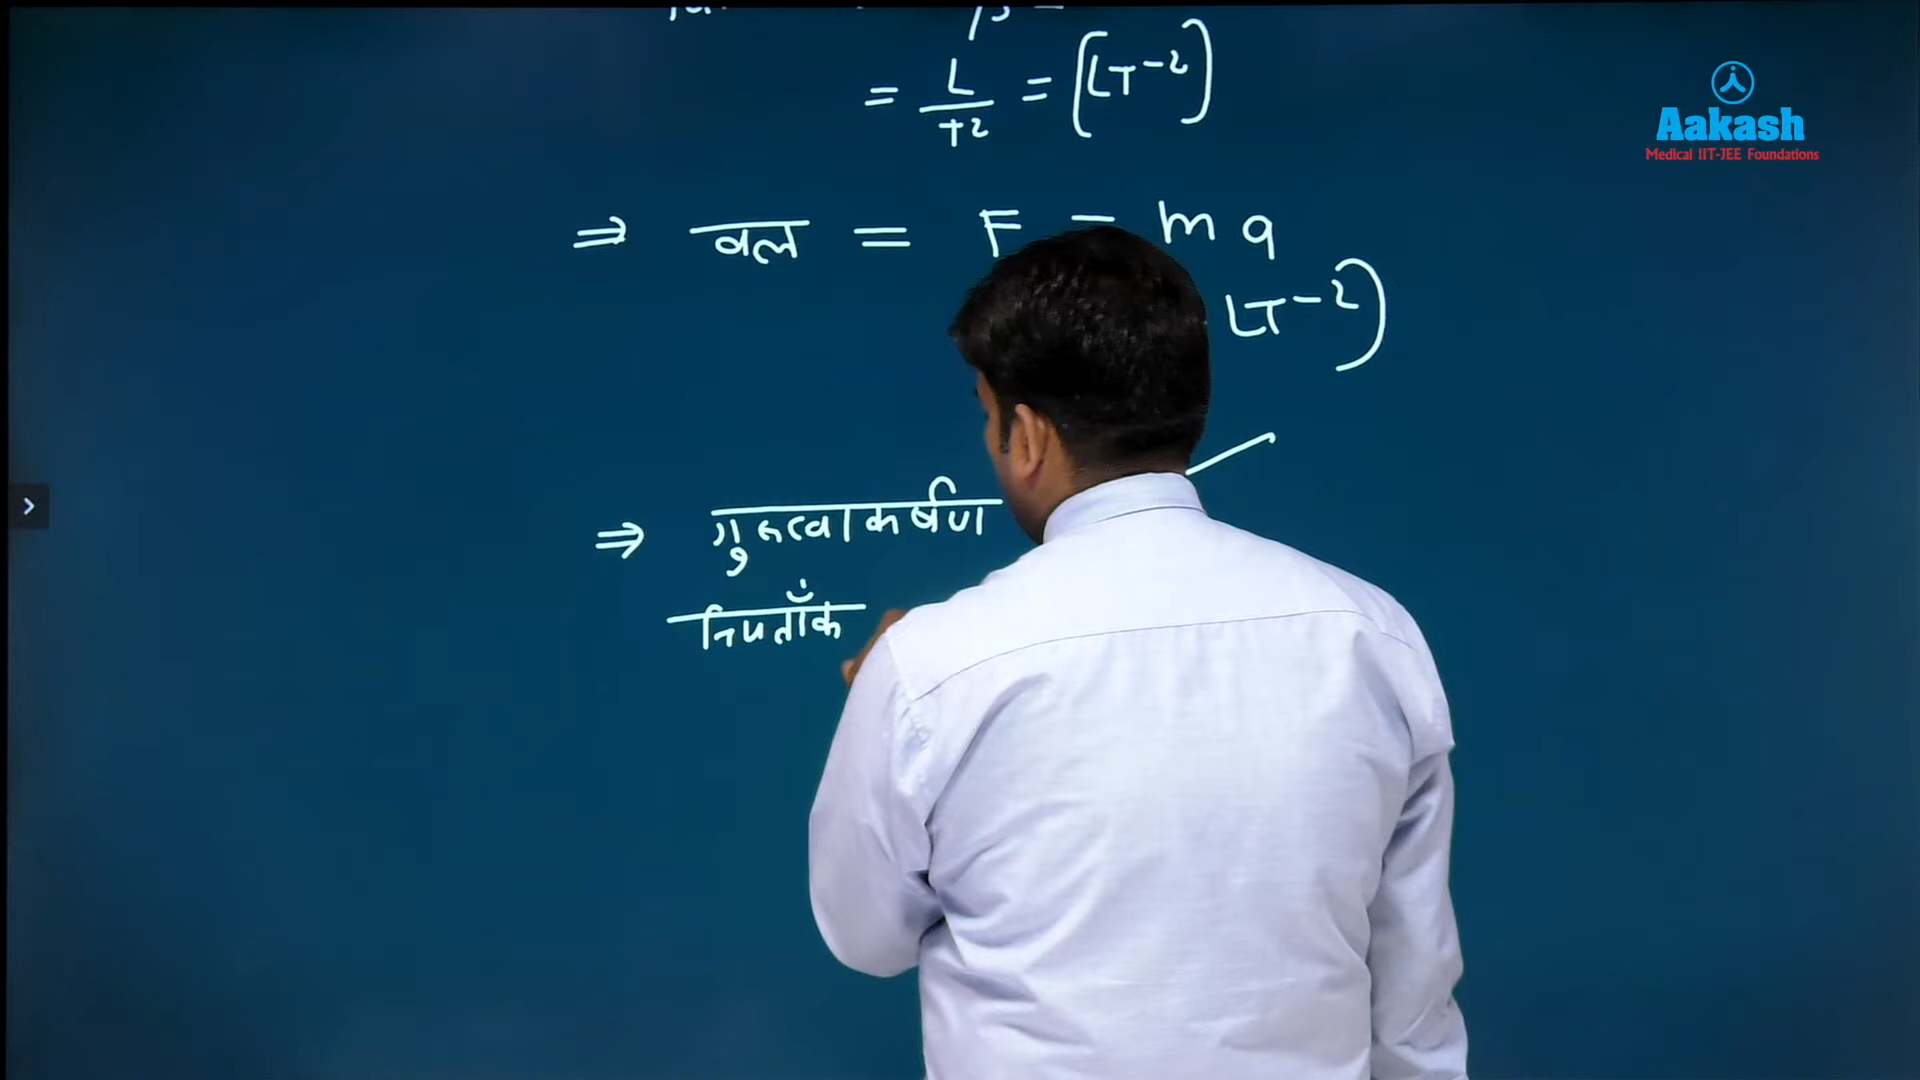 = L/T² = [LT⁻²]
⇒ बल = F = ma
LT⁻²]
⇒ गुरुत्वाकर्षण
नियताँक
Aakash
Medical IIT-JEE Foundations